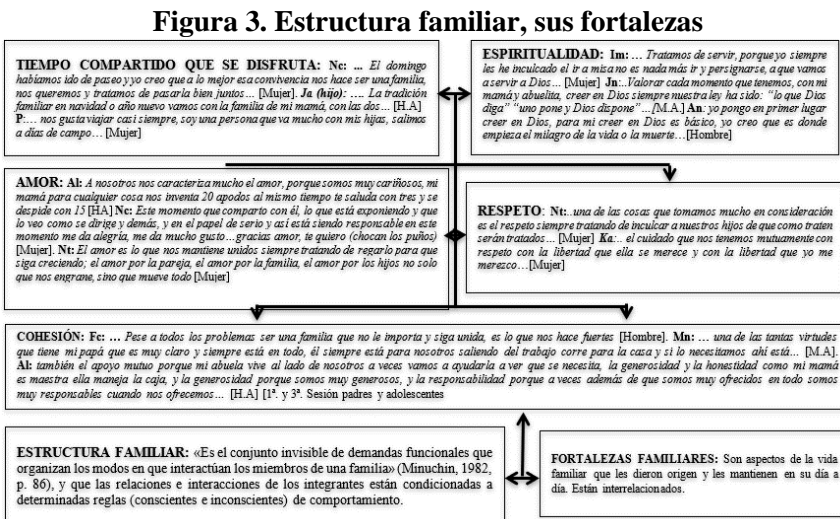 Figura 3. Estructura familiar, sus fortalezas
TIEMPO COMPARTIDO QUE SE DISFRUTA: Nc: ... El domingo
habíamos ido de paseo y yo creo que a lo mejor esa convivencia nos hace ser una familia,
nos queremos y tratamos de pasarla bien juntos... [Mujer]. Ja (hijo): .... La tradición
familiar en navidad o año nuevo vamos con la familia de mi mamá, con las dos... [H.A]
P:... nos gusta viajar casi siempre, soy una persona que va mucho con mis hijas, salimos
a días de campo... [Mujer]
ESPIRITUALIDAD: Im: ... Tratamos de servir, porque yo siempre
les he inculcado el ir a misa no es nada más ir y persignarse, a que vamos
a servir a Dios... [Mujer] Jn:..Valorar cada momento que tenemos, con mi
mamá y abuelita, creer en Dios siempre nuestra ley ha sido: "lo que Dios
diga" "uno pone y Dios dispone"...[M.A.] An: yo pongo en primer lugar
creer en Dios, para mi creer en Dios es básico, yo creo que es donde
empieza el milagro de la vida o la muerte...[Hombre]
AMOR: Al: A nosotros nos caracteriza mucho el amor, porque somos muy cariñosos, mi
mamá para cualquier cosa nos inventa 20 apodos al mismo tiempo te saluda con tres y se
despide con 15 [HA] Nc: Este momento que comparto con él, lo que está exponiendo y que
lo veo como se dirige y demás, y en el papel de serio y así está siendo responsable en este
momento me da alegría, me da mucho gusto...gracias amor, te quiero (chocan los puños)
[Mujer]. Nt: El amor es lo que nos mantiene unidos siempre tratando de regarlo para que
siga creciendo; el amor por la pareja, el amor por la familia, el amor por los hijos no solo
que nos engrane, sino que mueve todo [Mujer]
RESPETO: Nt:..una de las cosas que tomamos mucho en consideración
es el respeto siempre tratando de inculcar a nuestros hijos de que como traten
serán tratados... [Mujer] Ka:.. el cuidado que nos tenemos mutuamente con
respeto con la libertad que ella se merece y con la libertad que yo me
merezco...[Mujer]
COHESIÓN: Fc: ... Pese a todos los problemas ser una familia que no le importa y siga unida, es lo que nos hace fuertes [Hombre]. Mn: ... una de las tantas virtudes
que tiene mi papá que es muy claro y siempre está en todo, él siempre está para nosotros saliendo del trabajo corre para la casa y si lo necesitamos ahí está... [M.A].
Al: también el apoyo mutuo porque mi abuela vive al lado de nosotros a veces vamos a ayudarla a ver que se necesita, la generosidad y la honestidad como mi mamá
es maestra ella maneja la caja, y la generosidad porque somos muy generosos, y la responsabilidad porque a veces además de que somos muy ofrecidos en todo somos
muy responsables cuando nos ofrecemos... [H.A] [1ª. y 3ª. Sesión padres y adolescentes
ESTRUCTURA FAMILIAR: «Es el conjunto invisible de demandas funcionales que
organizan los modos en que interactúan los miembros de una familia» (Minuchin, 1982,
p. 86), y que las relaciones e interacciones de los integrantes están condicionadas a
determinadas reglas (conscientes e inconscientes) de comportamiento.
FORTALEZAS FAMILIARES: Son aspectos de la vida
familiar que les dieron origen y les mantienen en su día a
día. Están interrelacionados.